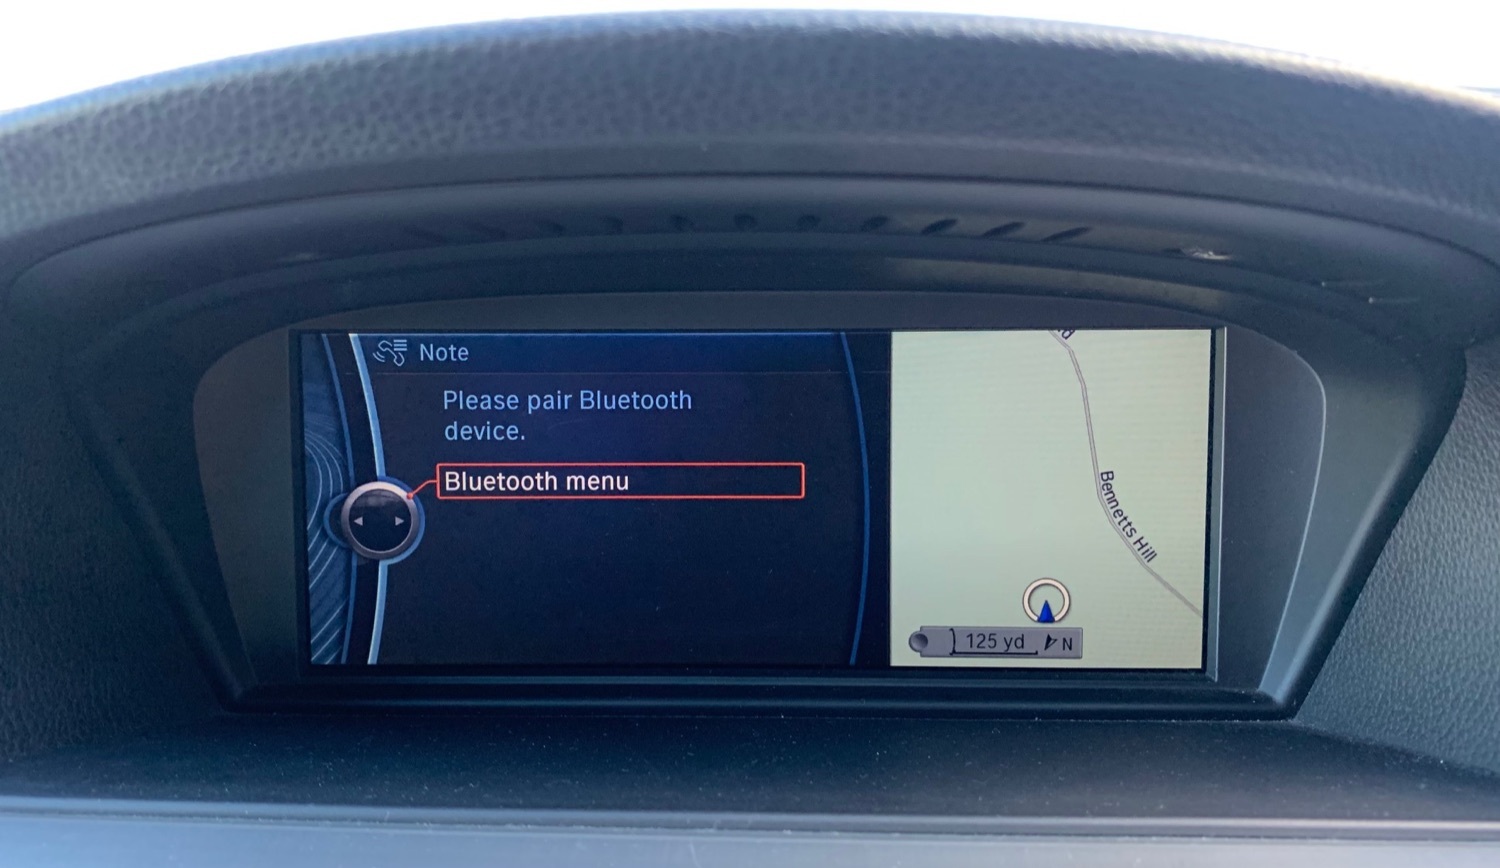 Note
Please pair Bluetooth
device.
Bluetooth menu
Bennetts Hill
125 yd
N